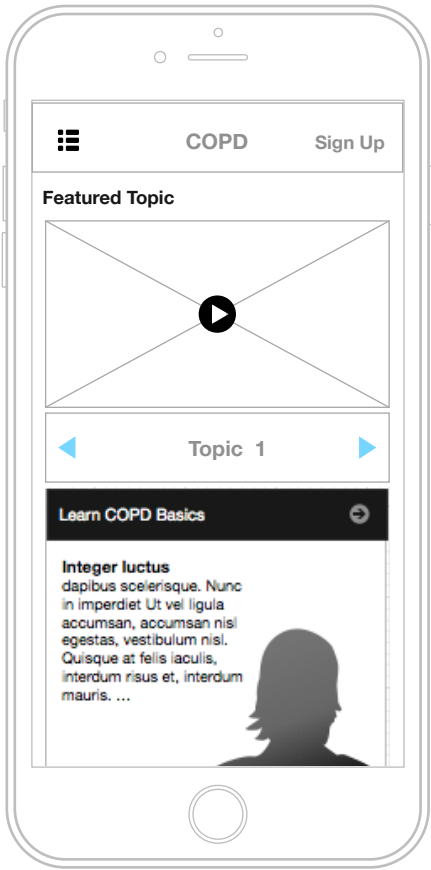 COPD Sign Up
Featured Topic
Topic 1
Learn COPD Basics
Integer luctus
dapibus scelerisque. Nunc
in imperdiet Ut vel ligula
accumsan, accumsan nisl
egestas, vestibulum nisl.
Quisque at felis iaculis,
interdum risus et, interdum
mauris. ...